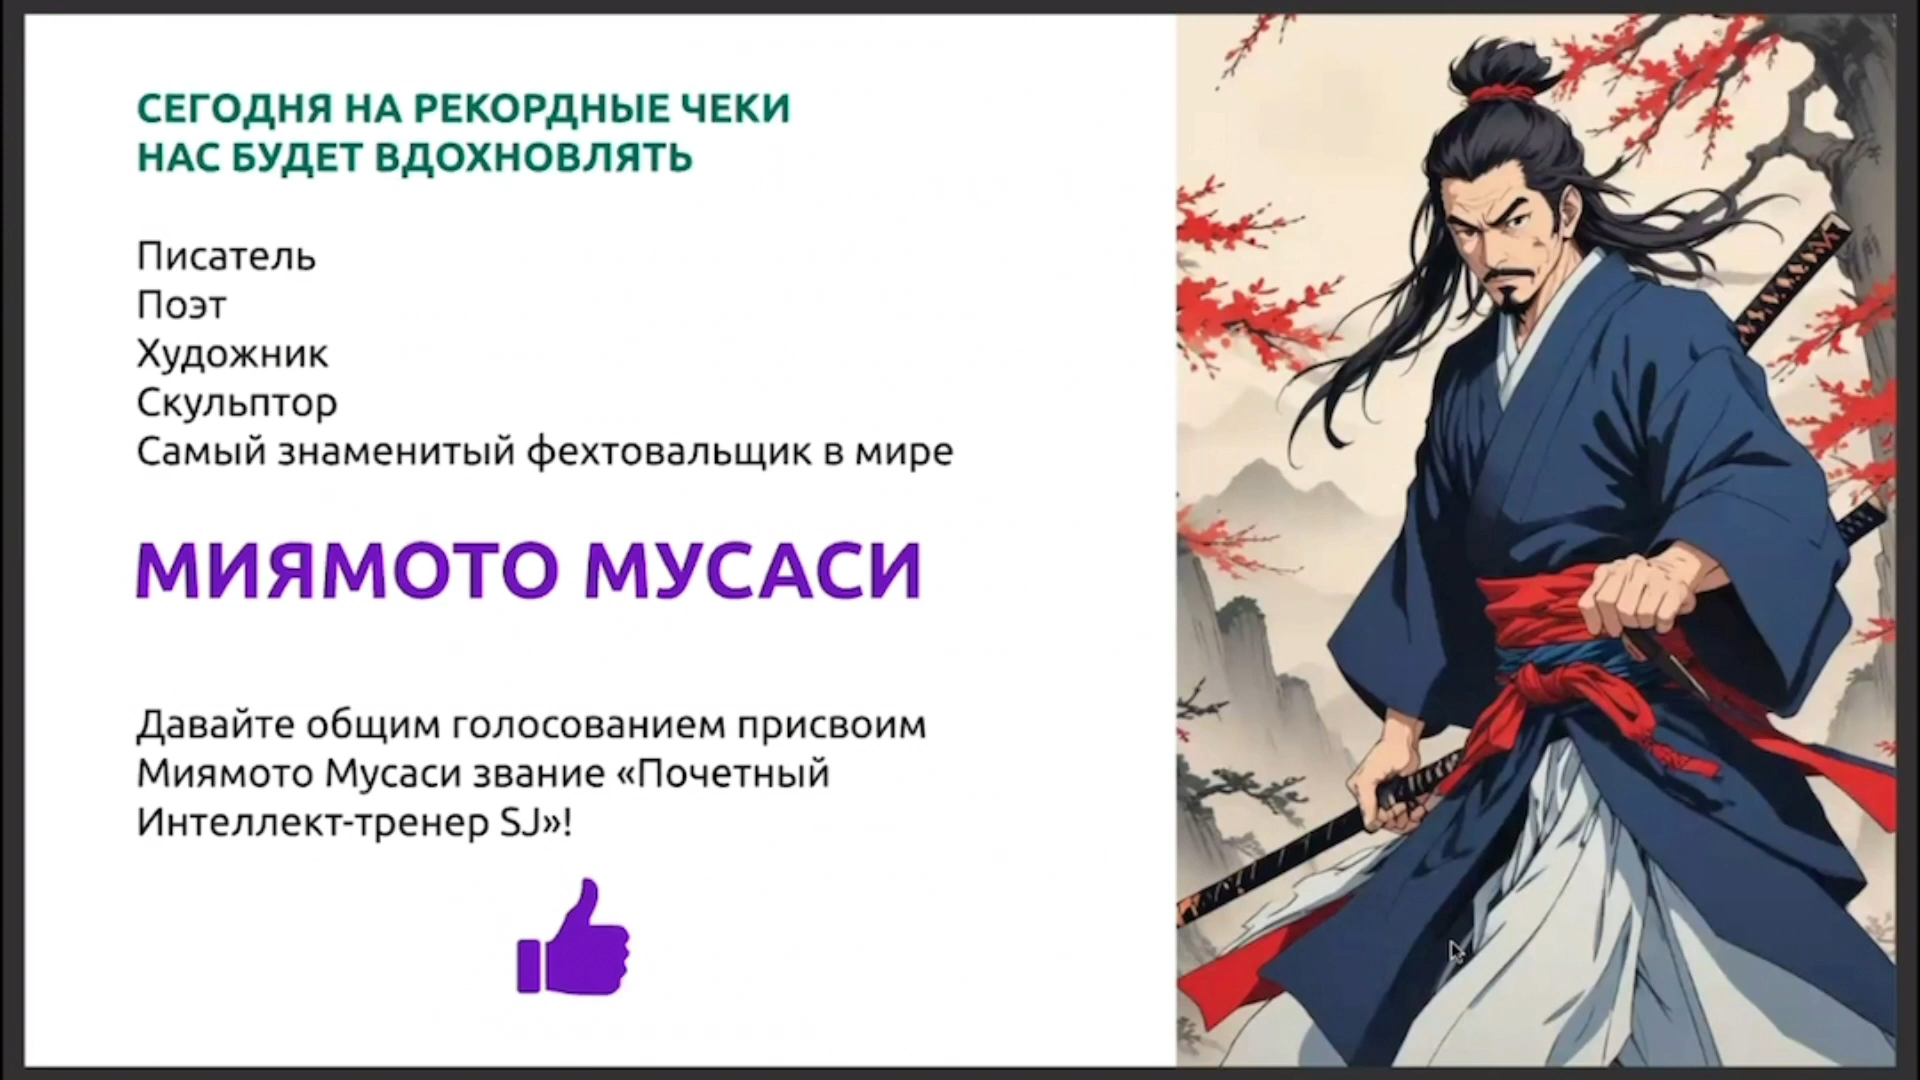 СЕГОДНЯ НА РЕКОРДНЫЕ ЧЕКИ
НАС БУДЕТ ВДОХНОВЛЯТЬ
Писатель
Поэт
Художник
Скульптор
Самый знаменитый фехтовальщик в мире
МИЯМОТО МУСАСИ
Давайте общим голосованием присвоим
Миямото Мусаси звание «Почетный
Интеллект-тренер SJ»!